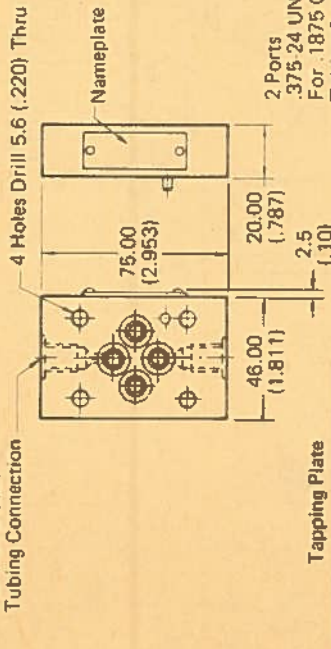 Tubing Connection
4 Holes Drill 5.6 (.220) Thru
Nameplate
75.00
(2.953)
20.00
(.787)
46.00
(1.811)
2.5
(.10)
2 Ports
.375-24 UN
For .1875 O
Tapping Plate